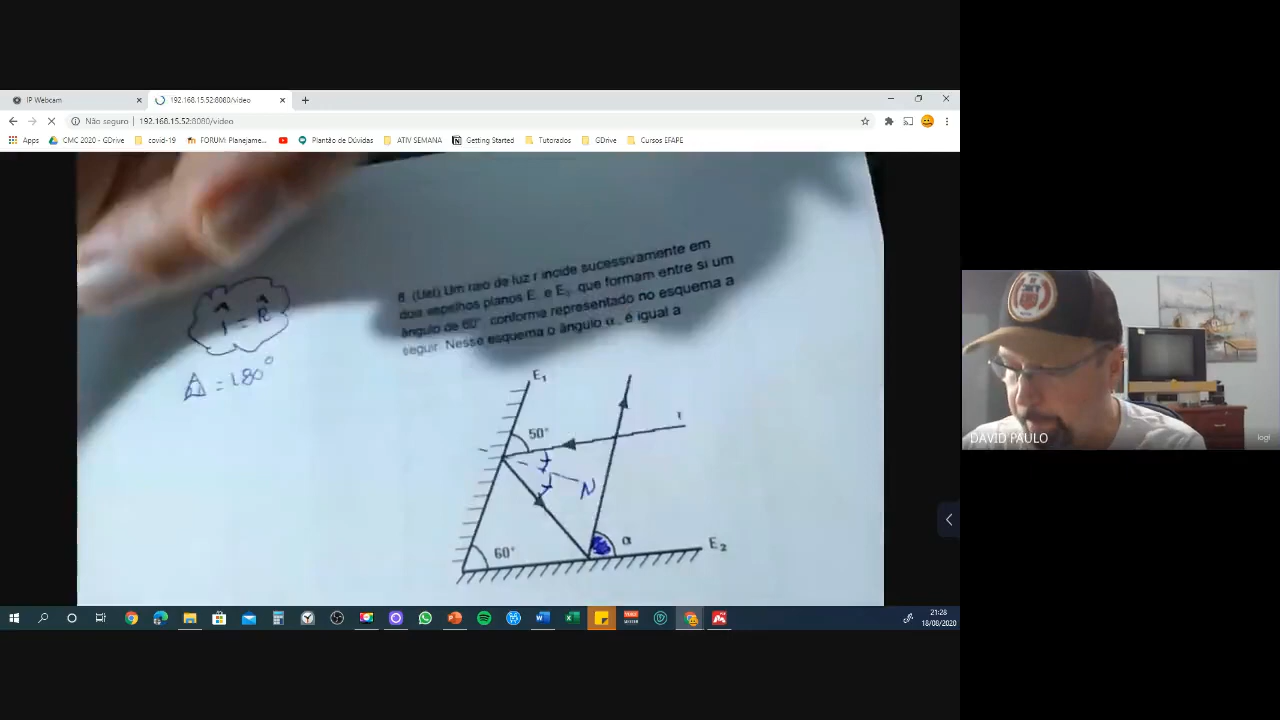 IP Webcam
192.168.15.52:8080/video
Não seguro
192.168.15.52:8080/video
Apps
CMC 2020 - GDrive
covid-19
FORUM: Planejame...
Plantão de Dúvidas
ATIV SEMANA
Getting Started
Tutorados
GDrive
Cursos EFAPE
î = R̂
= 180°
8. (Uel) Um raio de luz r incide sucessivamente em
dois espelhos planos E₁ e E₂, que formam entre si um
ângulo de 60°, conforme representado no esquema a
seguir. Nesse esquema o ângulo α, é igual a
E₁
50°
r
N
60°
α
E₂
DAVID PAULO
logi
21:28
18/08/2020